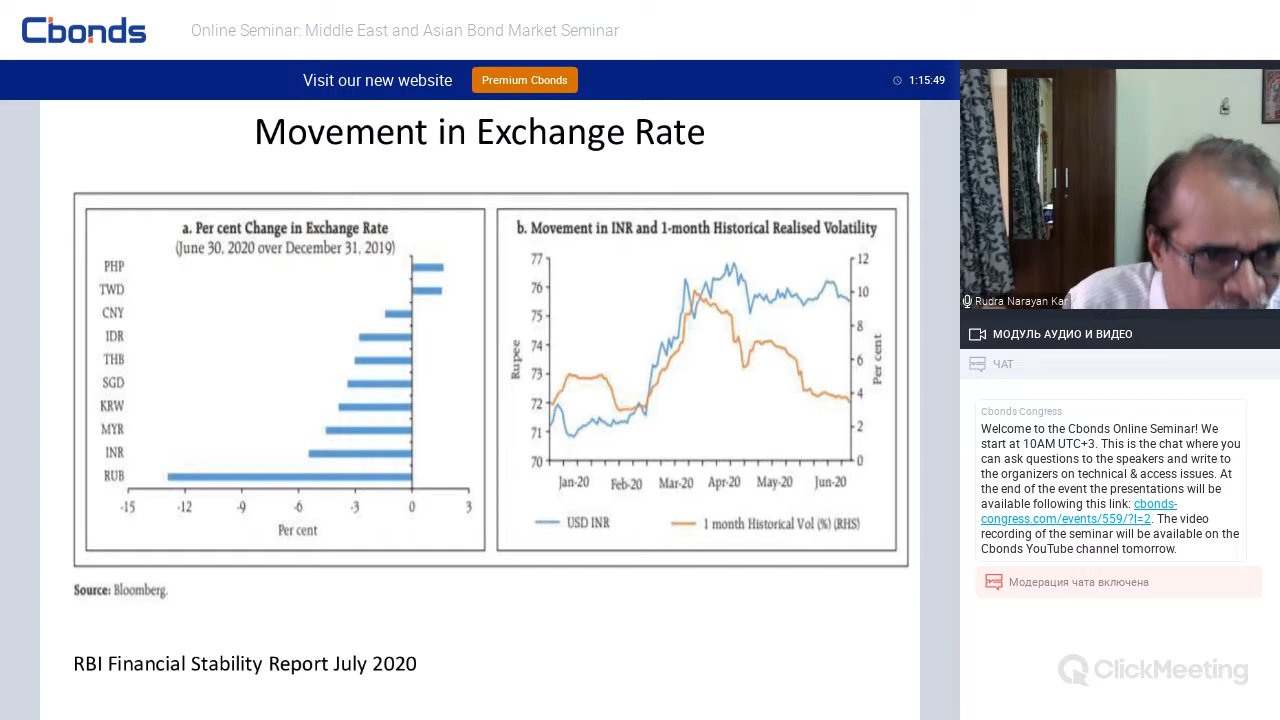 Cbonds
Online Seminar: Middle East and Asian Bond Market Seminar
Visit our new website
Premium Cbonds
1:15:49
Movement in Exchange Rate
a. Per cent Change in Exchange Rate
(June 30, 2020 over December 31, 2019)
PHP
TWD
CNY
IDR
THB
SGD
KRW
MYR
INR
RUB
-15 -12 -9 -6 -3 0 3
Per cent
b. Movement in INR and 1-month Historical Realised Volatility
77
76
75
74
73
72
71
70
Rupee
12
10
8
6
4
2
0
Per cent
Jan-20 Feb-20 Mar-20 Apr-20 May-20 Jun-20
USD INR
1 month Historical Vol (%) (RHS)
Source: Bloomberg.
RBI Financial Stability Report July 2020
Rudra Narayan Kar
МОДУЛЬ АУДИО И ВИДЕО
ЧАТ
Cbonds Congress
Welcome to the Cbonds Online Seminar! We
start at 10AM UTC+3. This is the chat where you
can ask questions to the speakers and write to
the organizers on technical & access issues. At
the end of the event the presentations will be
available following this link: cbonds-
congress.com/events/559/?l=2. The video
recording of the seminar will be available on the
Cbonds YouTube channel tomorrow.
Модерация чата включена
ClickMeeting